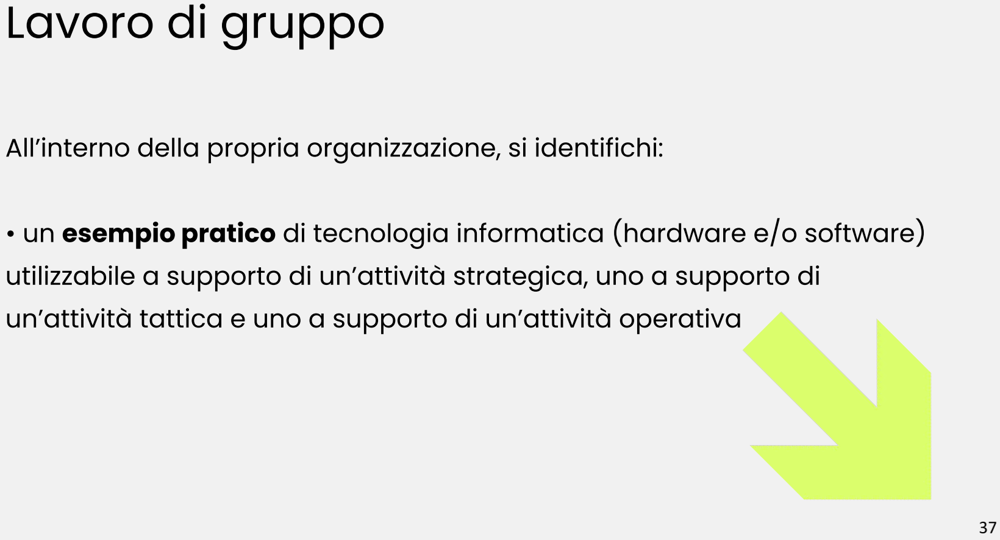 Lavoro di gruppo
All’interno della propria organizzazione, si identifichi:
• un esempio pratico di tecnologia informatica (hardware e/o software)
utilizzabile a supporto di un’attività strategica, uno a supporto di
un’attività tattica e uno a supporto di un’attività operativa
37